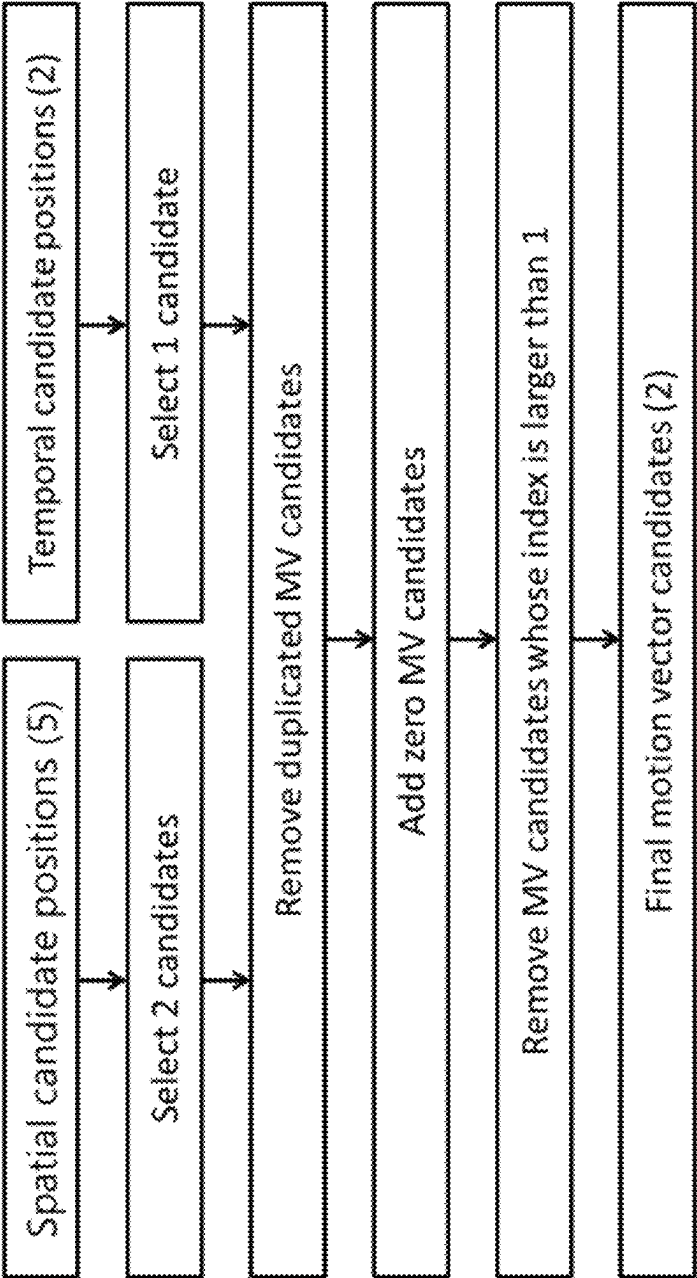 Spatial candidate positions (5)
Temporal candidate positions (2)
Select 2 candidates
Select 1 candidate
Remove duplicated MV candidates
Add zero MV candidates
Remove MV candidates whose index is larger than 1
Final motion vector candidates (2)